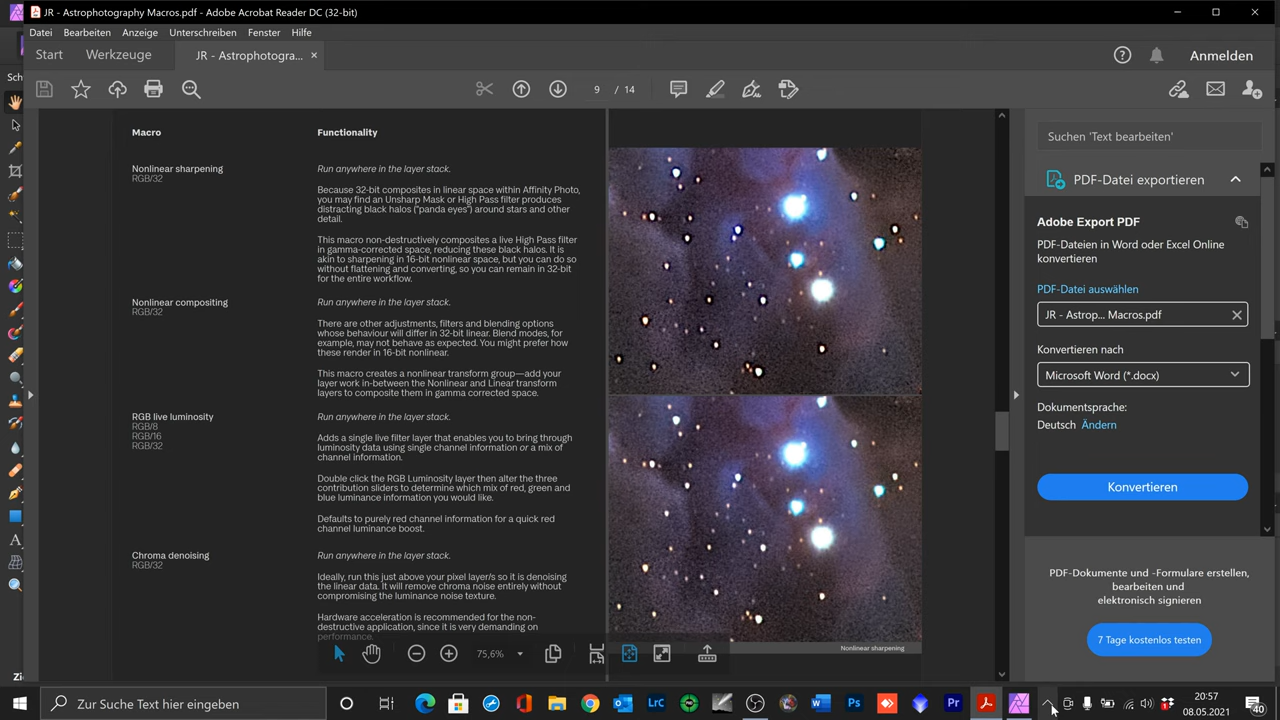 JR - Astrophotography Macros.pdf - Adobe Acrobat Reader DC (32-bit)
Datei Bearbeiten Anzeige Unterschreiben Fenster Hilfe
Start Werkzeuge JR - Astrophotogra... Anmelden
9 / 14
Macro
Functionality
Nonlinear sharpening
RGB/32
Run anywhere in the layer stack.
Because 32-bit composites in linear space within Affinity Photo,
you may find an Unsharp Mask or High Pass filter produces
distracting black halos ("panda eyes") around stars and other
detail.
This macro non-destructively composites a live High Pass filter
in gamma-corrected space, reducing these black halos. It is
akin to sharpening in 16-bit nonlinear space, but you can do so
without flattening and converting, so you can remain in 32-bit
for the entire workflow.
Nonlinear compositing
RGB/32
Run anywhere in the layer stack.
There are other adjustments, filters and blending options
whose behaviour will differ in 32-bit linear. Blend modes, for
example, may not behave as expected. You might prefer how
these render in 16-bit nonlinear.
This macro creates a nonlinear transform group—add your
layer work in-between the Nonlinear and Linear transform
layers to composite them in gamma corrected space.
RGB live luminosity
RGB/8
RGB/16
RGB/32
Run anywhere in the layer stack.
Adds a single live filter layer that enables you to bring through
luminosity data using single channel information or a mix of
channel information.
Double click the RGB Luminosity layer then alter the three
contribution sliders to determine which mix of red, green and
blue luminance information you would like.
Defaults to purely red channel information for a quick red
channel luminance boost.
Chroma denoising
RGB/32
Run anywhere in the layer stack.
Ideally, run this just above your pixel layer/s so it is denoising
the linear data. It will remove chroma noise entirely without
compromising the luminance noise texture.
Hardware acceleration is recommended for the non-
destructive application, since it is very demanding on
performance.
Nonlinear sharpening
75,6%
Suchen 'Text bearbeiten'
PDF-Datei exportieren
Adobe Export PDF
PDF-Dateien in Word oder Excel Online
konvertieren
PDF-Datei auswählen
JR - Astrop... Macros.pdf
Konvertieren nach
Microsoft Word (*.docx)
Dokumentsprache:
Deutsch Ändern
Konvertieren
PDF-Dokumente und -Formulare erstellen,
bearbeiten und
elektronisch signieren
7 Tage kostenlos testen
Sch
A
Zie
Zur Suche Text hier eingeben
LrC
Ps
Pr
20:57
08.05.2021
40